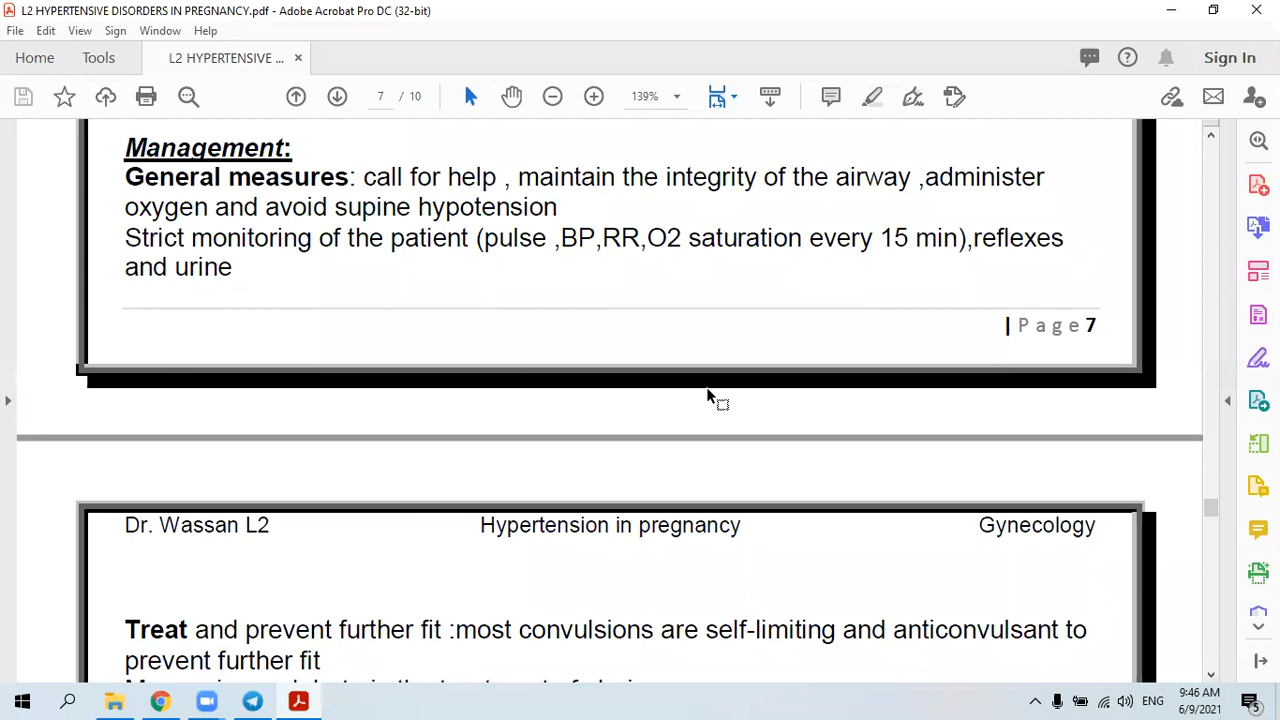 L2 HYPERTENSIVE DISORDERS IN PREGNANCY.pdf - Adobe Acrobat Pro DC (32-bit)
File Edit View Sign Window Help
Home Tools L2 HYPERTENSIVE ... × Sign In
7 / 10 139%
Management:
General measures: call for help , maintain the integrity of the airway ,administer
oxygen and avoid supine hypotension
Strict monitoring of the patient (pulse ,BP,RR,O2 saturation every 15 min),reflexes
and urine
| Page 7
Dr. Wassan L2 Hypertension in pregnancy Gynecology
Treat and prevent further fit :most convulsions are self-limiting and anticonvulsant to
prevent further fit
ENG
9:46 AM
6/9/2021
5